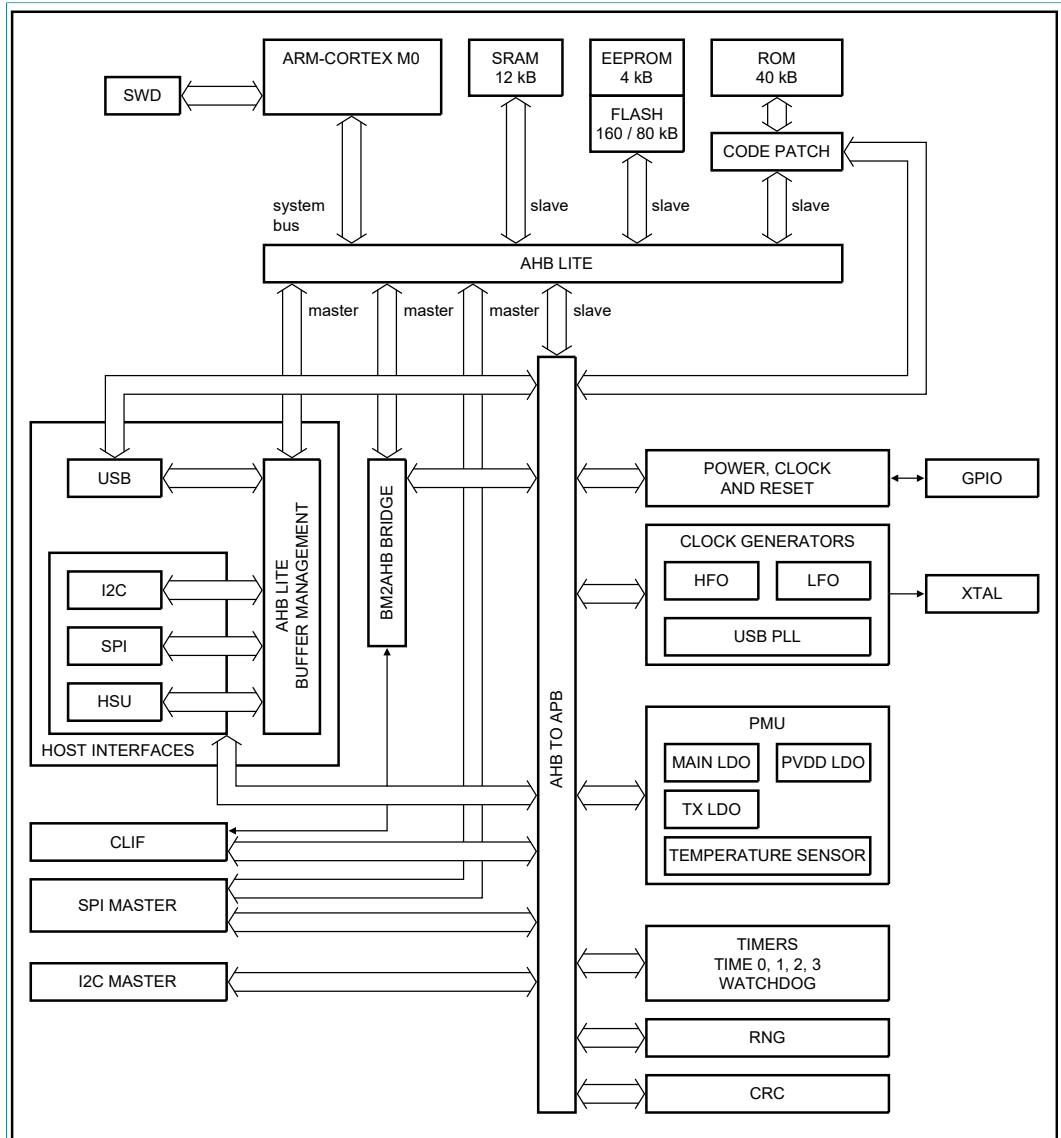 ARM-CORTEX M0
SRAM
12 kB
EEPROM
4 kB
ROM
40 kB
SWD
FLASH
160 / 80 kB
CODE PATCH
system
bus
slave
slave
slave
AHB LITE
master
master
master
slave
USB
AHB LITE
BUFFER MANAGEMENT
BM2AHB BRIDGE
POWER, CLOCK
AND RESET
GPIO
CLOCK GENERATORS
HFO
LFO
XTAL
USB PLL
I2C
SPI
HSU
HOST INTERFACES
AHB TO APB
PMU
MAIN LDO
PVDD LDO
TX LDO
TEMPERATURE SENSOR
CLIF
SPI MASTER
I2C MASTER
TIMERS
TIME 0, 1, 2, 3
WATCHDOG
RNG
CRC